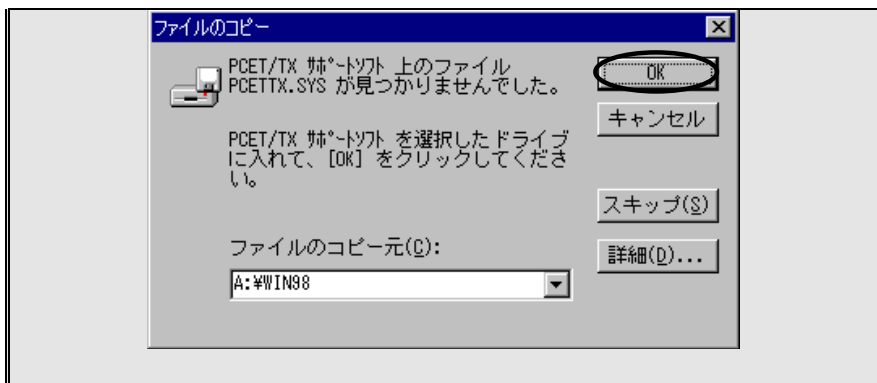 ファイルのコピー
PCET/TX ｻﾎﾟｰﾄｿﾌﾄ 上のファイル
PCETTX.SYS が見つかりませんでした。
PCET/TX ｻﾎﾟｰﾄｿﾌﾄ を選択したドライブ
に入れて、[OK] をクリックしてくださ
い。
ファイルのコピー元(C):
A:¥WIN98
OK
キャンセル
スキップ(S)
詳細(D)...